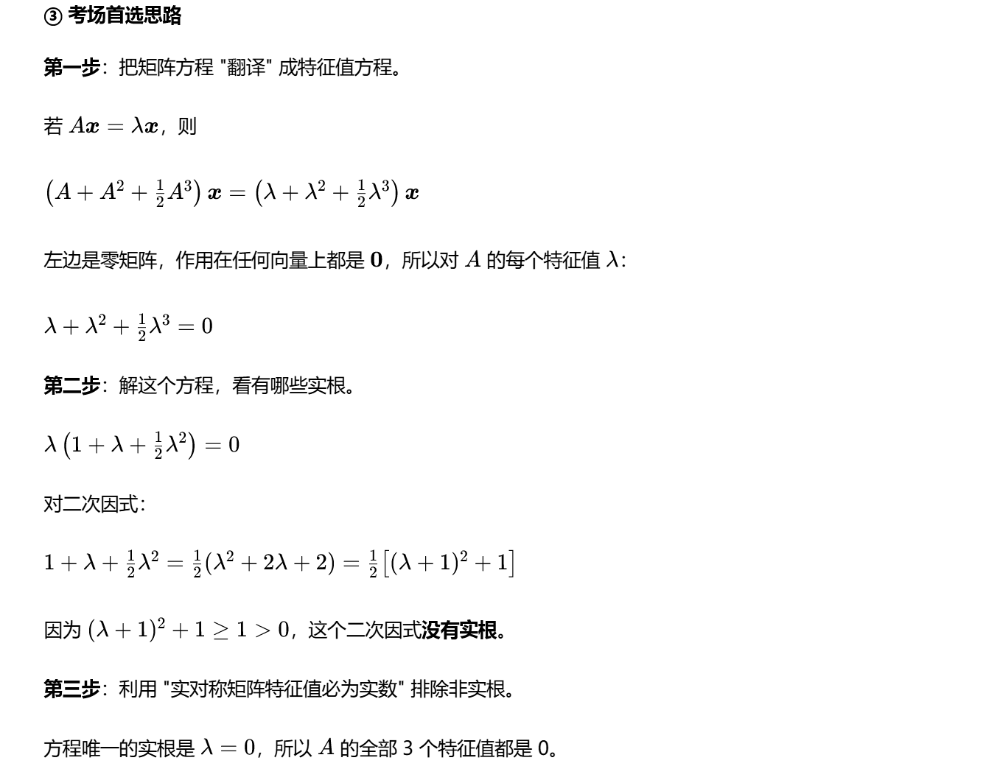 ③ 考场首选思路
第一步：把矩阵方程 "翻译" 成特征值方程。
若 $A\boldsymbol{x} = \lambda\boldsymbol{x}$，则
$\left(A + A^2 + \frac{1}{2}A^3\right)\boldsymbol{x} = \left(\lambda + \lambda^2 + \frac{1}{2}\lambda^3\right)\boldsymbol{x}$
左边是零矩阵，作用在任何向量上都是 $\mathbf{0}$，所以对 $A$ 的每个特征值 $\lambda$：
$\lambda + \lambda^2 + \frac{1}{2}\lambda^3 = 0$
第二步：解这个方程，看有哪些实根。
$\lambda\left(1 + \lambda + \frac{1}{2}\lambda^2\right) = 0$
对二次因式：
$1 + \lambda + \frac{1}{2}\lambda^2 = \frac{1}{2}(\lambda^2 + 2\lambda + 2) = \frac{1}{2}\left[(\lambda + 1)^2 + 1\right]$
因为 $(\lambda + 1)^2 + 1 \geq 1 > 0$，这个二次因式没有实根。
第三步：利用 "实对称矩阵特征值必为实数" 排除非实根。
方程唯一的实根是 $\lambda = 0$，所以 $A$ 的全部 3 个特征值都是 0。